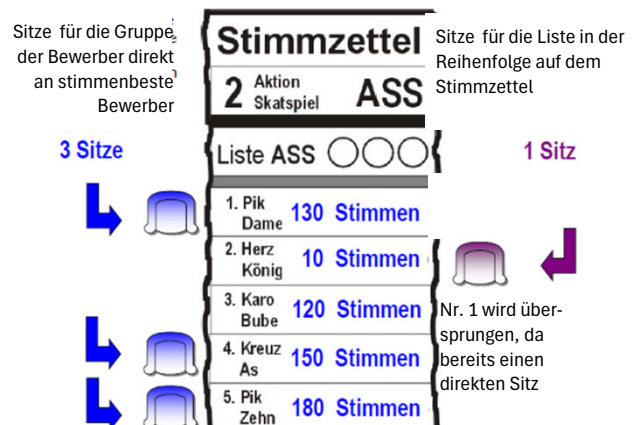 Sitze für die Gruppe
der Bewerber direkt
an stimmenbeste
Bewerber
Stimmzettel
2 Aktion Skatspiel ASS
Sitze für die Liste in der
Reihenfolge auf dem
Stimmzettel
3 Sitze
Liste ASS
1 Sitz
1. Pik Dame 130 Stimmen
2. Herz König 10 Stimmen
3. Karo Bube 120 Stimmen
4. Kreuz As 150 Stimmen
5. Pik Zehn 180 Stimmen
Nr. 1 wird über-
sprungen, da
bereits einen
direkten Sitz